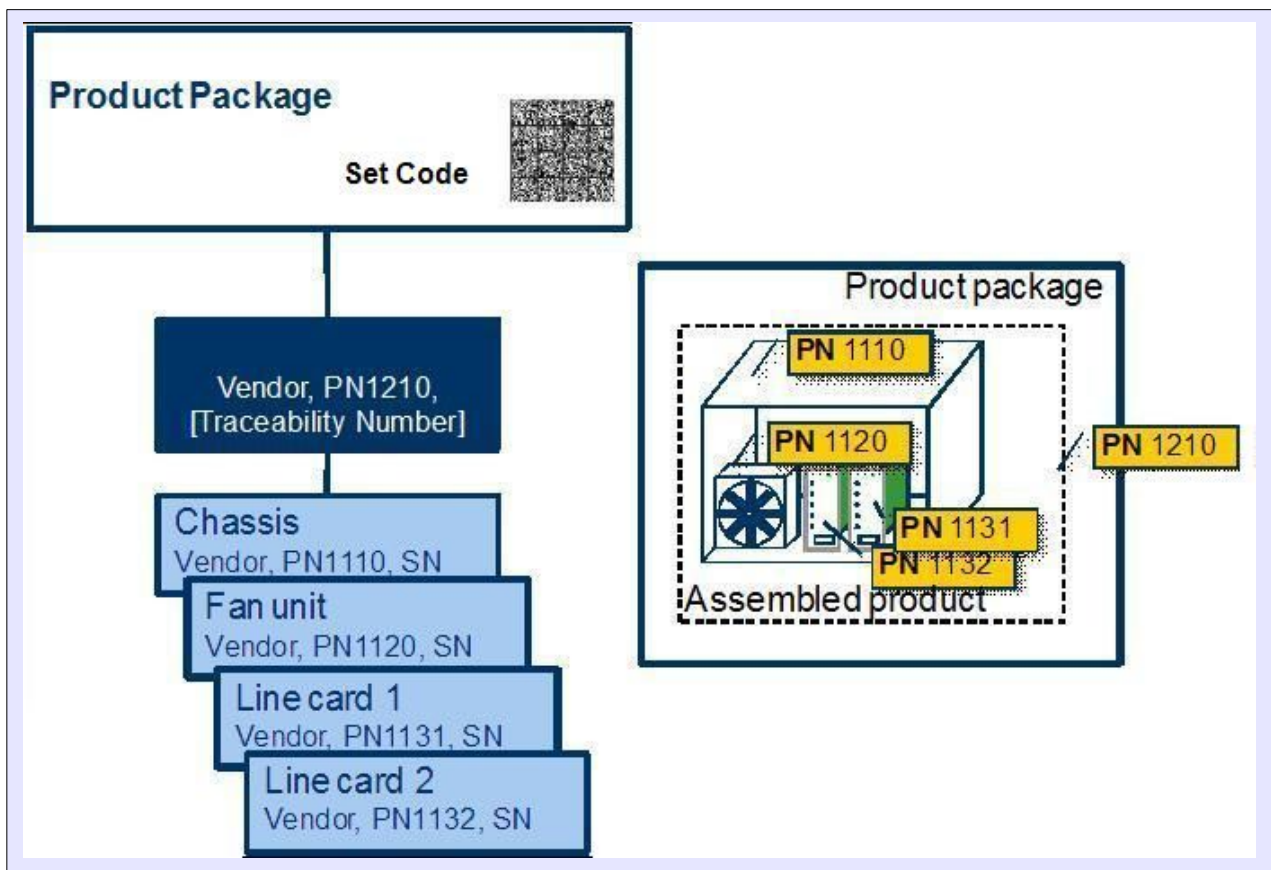 Product Package
Set Code
Vendor, PN1210,
[Traceability Number]
Chassis
Vendor, PN1110, SN
Fan unit
Vendor, PN1120, SN
Line card 1
Vendor, PN1131, SN
Line card 2
Vendor, PN1132, SN
Product package
PN 1110
PN 1120
PN 1210
PN 1131
PN 1132
Assembled product